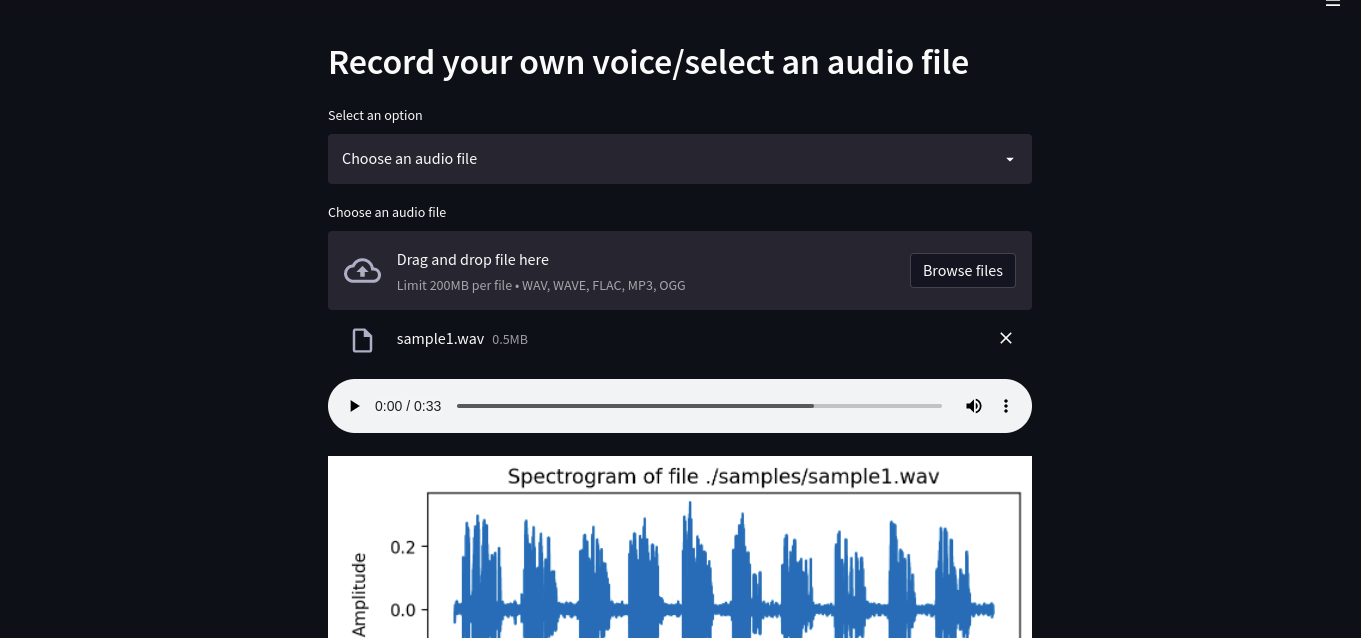 Record your own voice/select an audio file
Select an option
Choose an audio file
Choose an audio file
Drag and drop file here
Limit 200MB per file • WAV, WAVE, FLAC, MP3, OGG
Browse files
sample1.wav 0.5MB
0:00 / 0:33
Spectrogram of file ./samples/sample1.wav
0.2
0.0
Amplitude